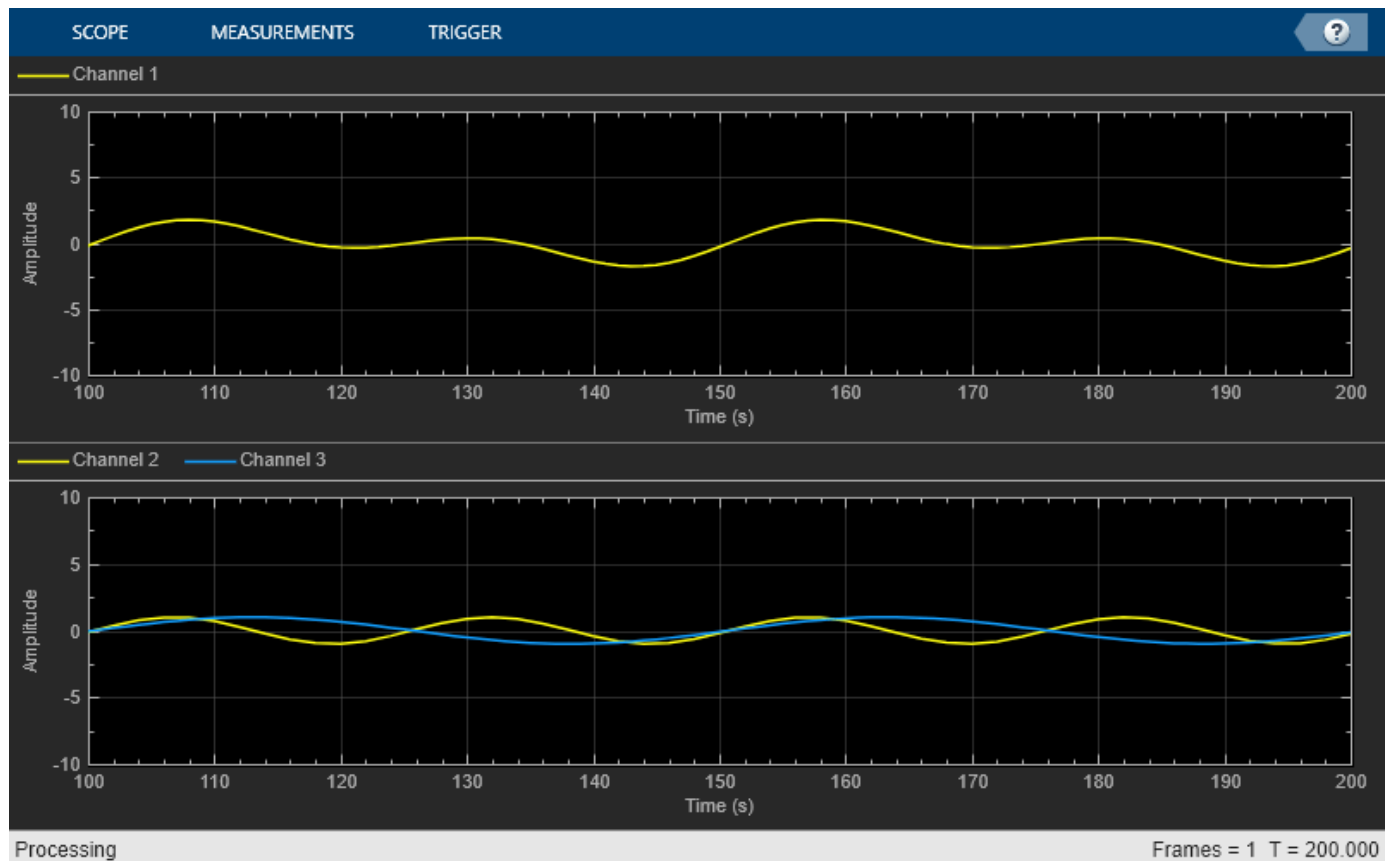 SCOPE MEASUREMENTS TRIGGER ?
Channel 1
10
5
0
-5
-10
Amplitude
100 110 120 130 140 150 160 170 180 190 200
Time (s)
Channel 2 Channel 3
10
5
0
-5
-10
Amplitude
100 110 120 130 140 150 160 170 180 190 200
Time (s)
Processing Frames = 1 T = 200.000